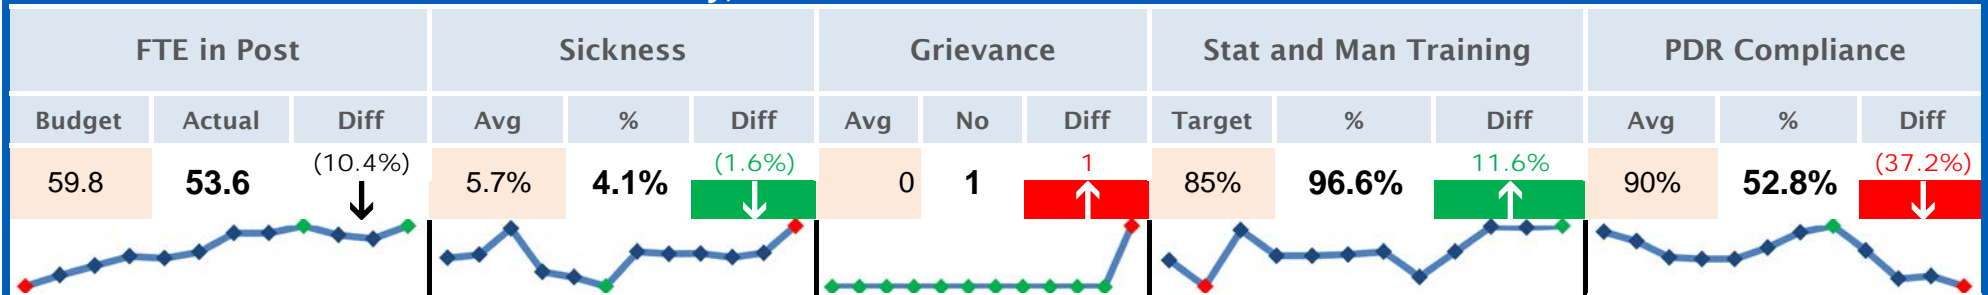 FTE in Post Sickness Grievance Stat and Man Training PDR Compliance
Budget Actual Diff Avg % Diff Avg No Diff Target % Diff Avg % Diff
59.8 53.6 (10.4%) 5.7% 4.1% (1.6%) 0 1 1 85% 96.6% 11.6% 90% 52.8% (37.2%)